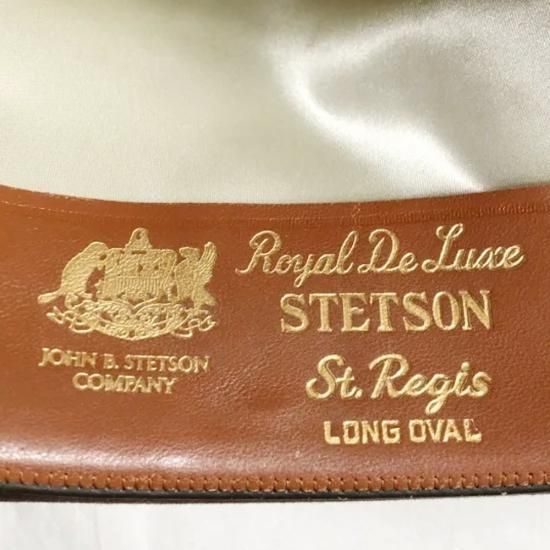 JOHN B. STETSON
COMPANY
Royal De Luxe
STETSON
St. Regis
LONG OVAL